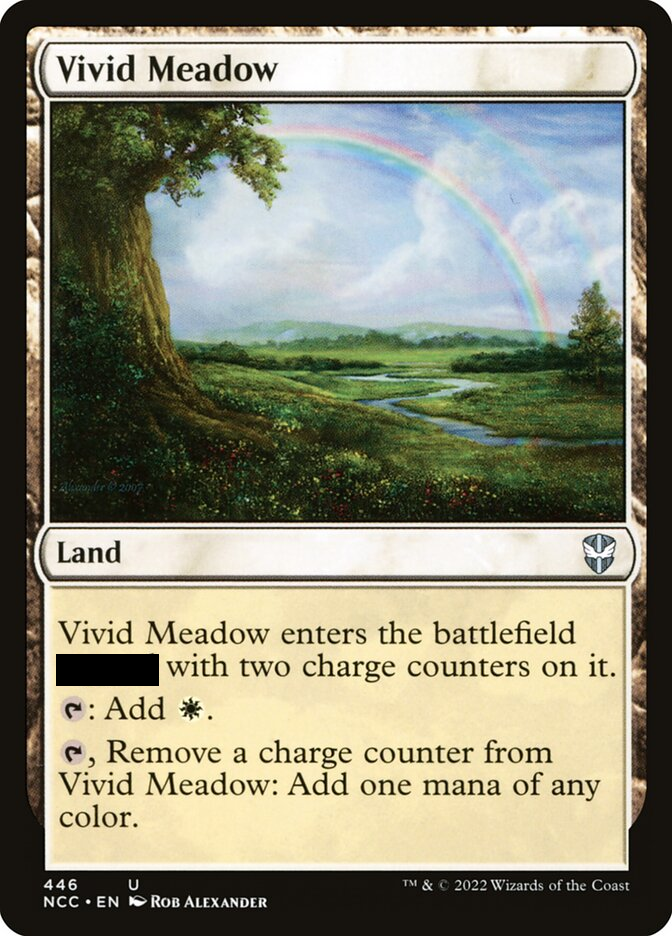 Vivid Meadow
Alexander © 2007
Land
Vivid Meadow enters the battlefield
with two charge counters on it.
: Add .
, Remove a charge counter from
Vivid Meadow: Add one mana of any
color.
446 U
NCC • EN Rob Alexander
™ & © 2022 Wizards of the Coast